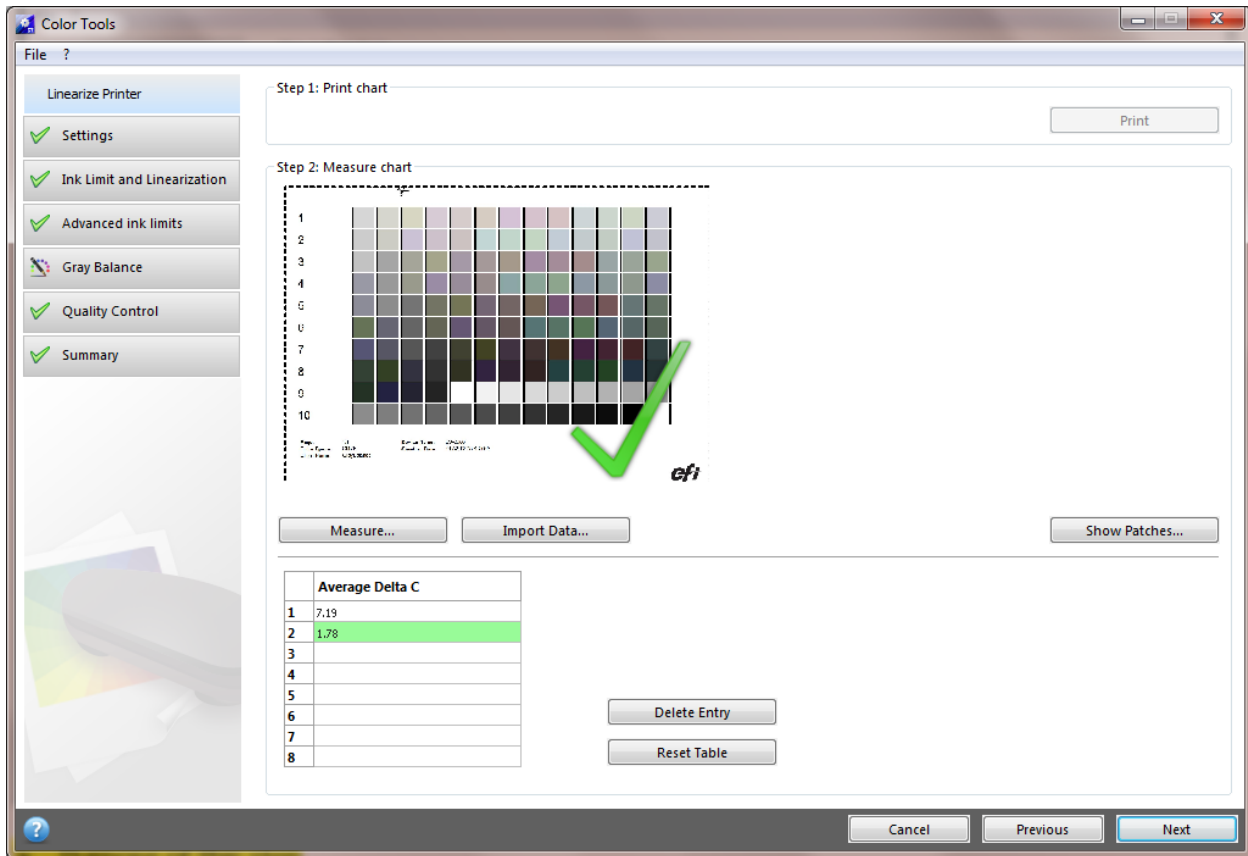 Color Tools
File ?
Linearize Printer
Settings
Ink Limit and Linearization
Advanced ink limits
Gray Balance
Quality Control
Summary
Step 1: Print chart
Print
Step 2: Measure chart
1
2
3
4
5
6
7
8
9
10
efi
Measure...
Import Data...
Show Patches...
Average Delta C
1 7.19
2 1.78
3
4
5
6
7
8
Delete Entry
Reset Table
?
Cancel
Previous
Next